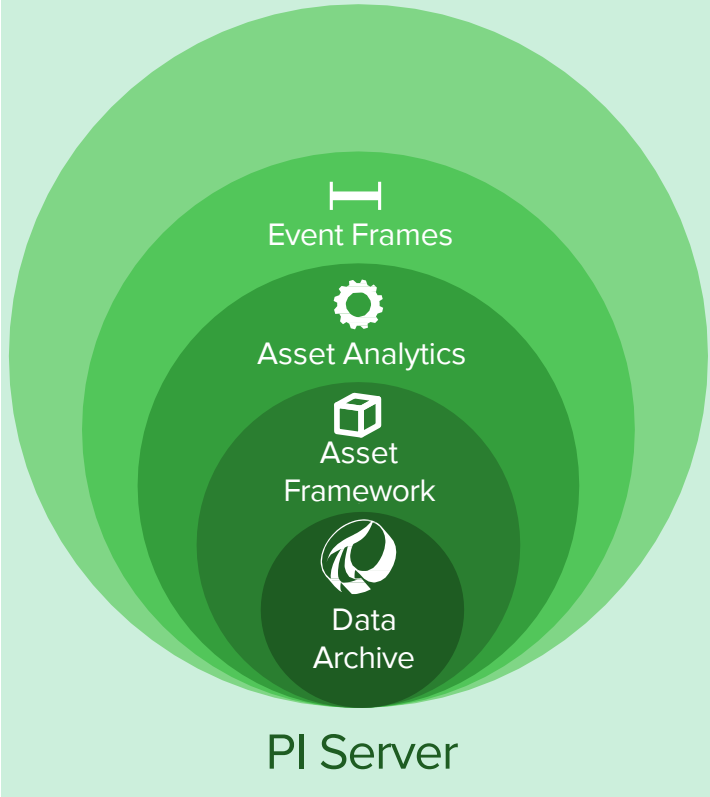 Event Frames
Asset Analytics
Asset
Framework
Data
Archive
PI Server